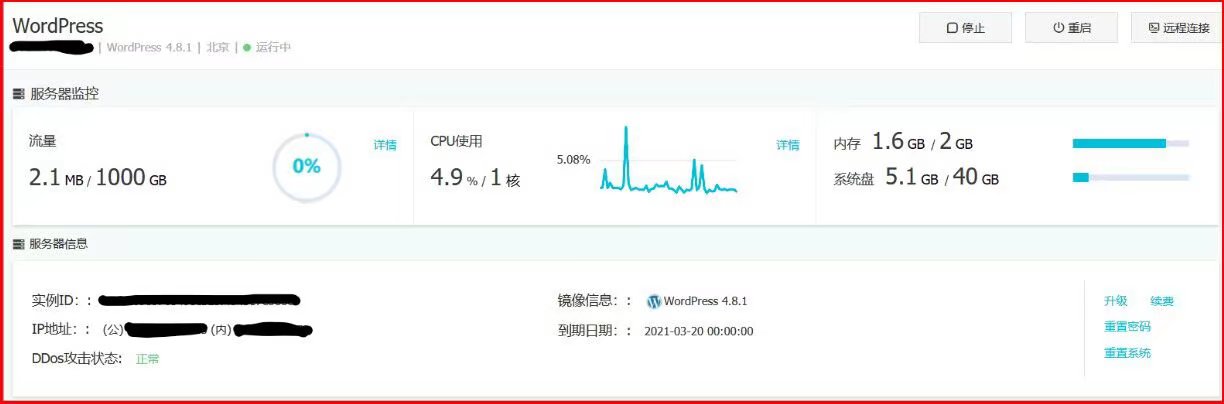 WordPress
| WordPress 4.8.1 | 北京 | 运行中
停止
重启
远程连接
服务器监控
流量
详情
2.1 MB / 1000 GB
0%
CPU使用
详情
4.9 % / 1 核
5.08%
内存 1.6 GB / 2 GB
系统盘 5.1 GB / 40 GB
服务器信息
实例ID: :
IP地址: : (公) (内)
DDos攻击状态: 正常
镜像信息: : WordPress 4.8.1
到期日期: : 2021-03-20 00:00:00
升级 续费
重置密码
重置系统